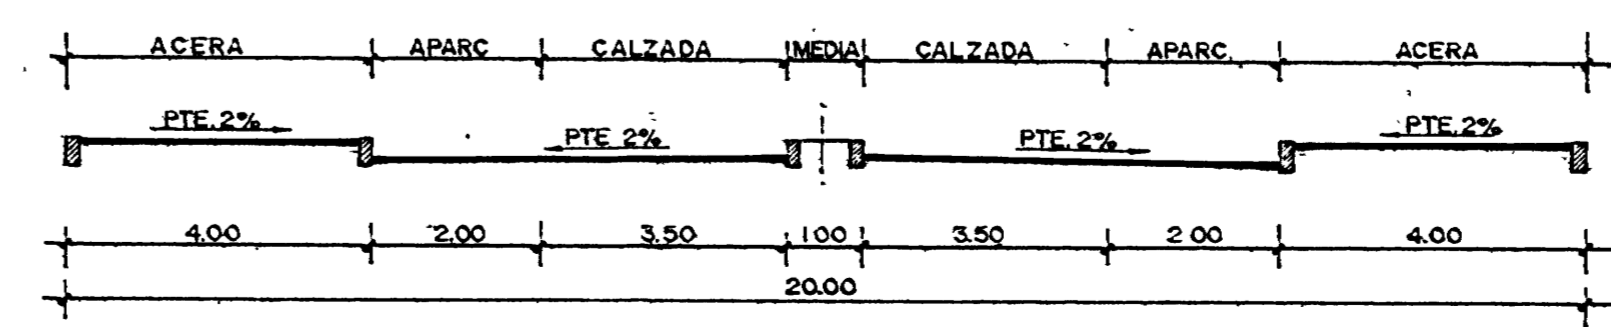 ACERA APARC CALZADA MEDIA CALZADA APARC. ACERA
PTE. 2% PTE 2% PTE. 2% PTE. 2%
4.00 2.00 3.50 1 00 3.50 2 00 4.00
20.00